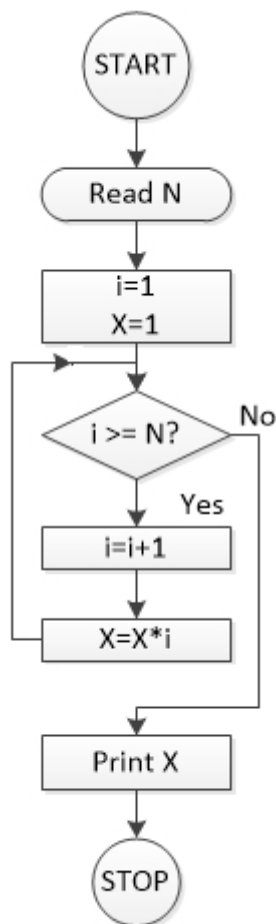 START
Read N
i=1
X=1
i >= N?
No
Yes
i=i+1
X=X*i
Print X
STOP